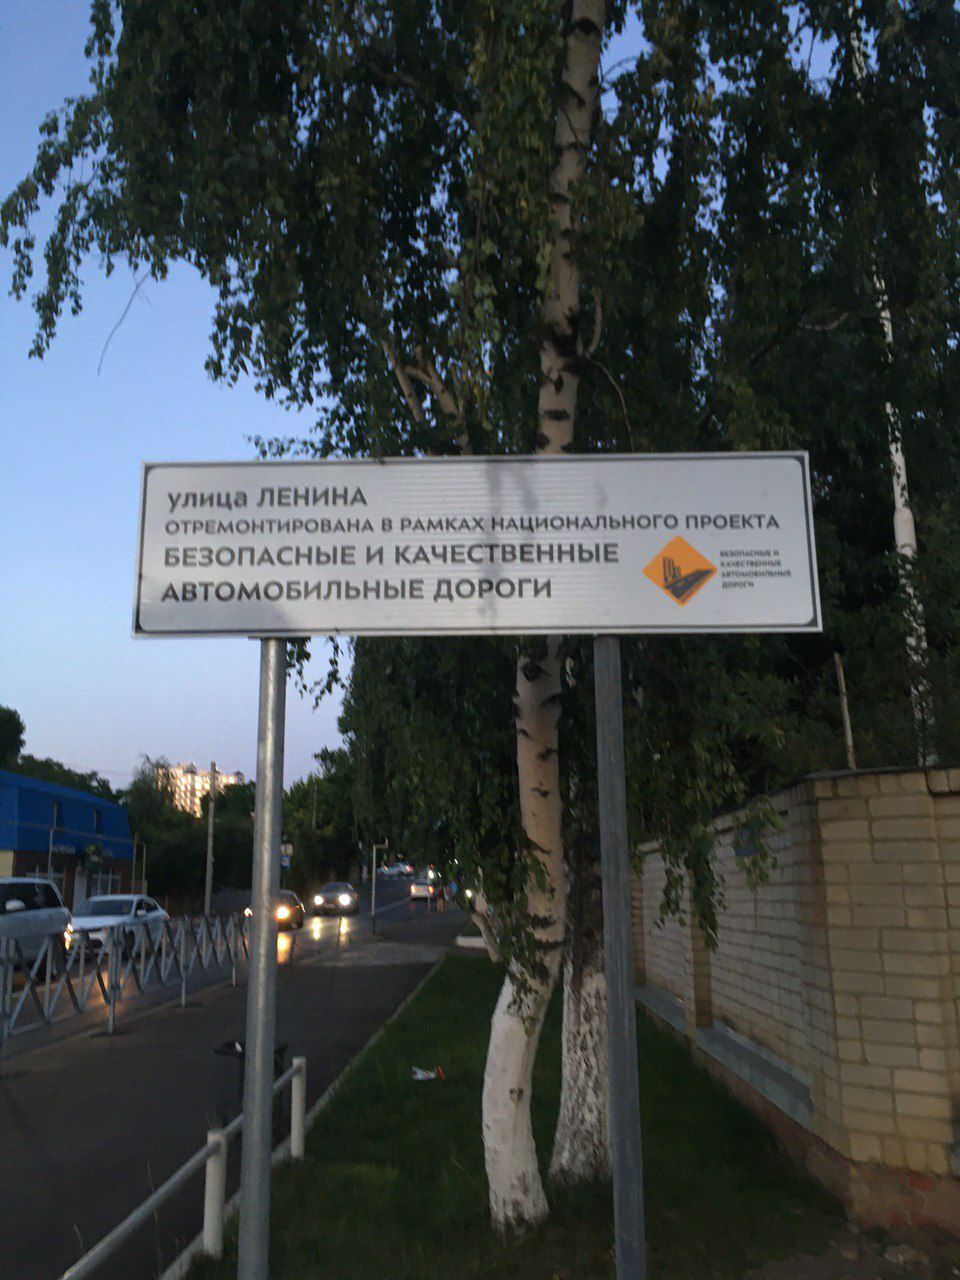 улица ЛЕНИНА
ОТРЕМОНТИРОВАНА В РАМКАХ НАЦИОНАЛЬНОГО ПРОЕКТА
БЕЗОПАСНЫЕ И КАЧЕСТВЕННЫЕ
АВТОМОБИЛЬНЫЕ ДОРОГИ
БЕЗОПАСНЫЕ И
КАЧЕСТВЕННЫЕ
АВТОМОБИЛЬНЫЕ
ДОРОГИ